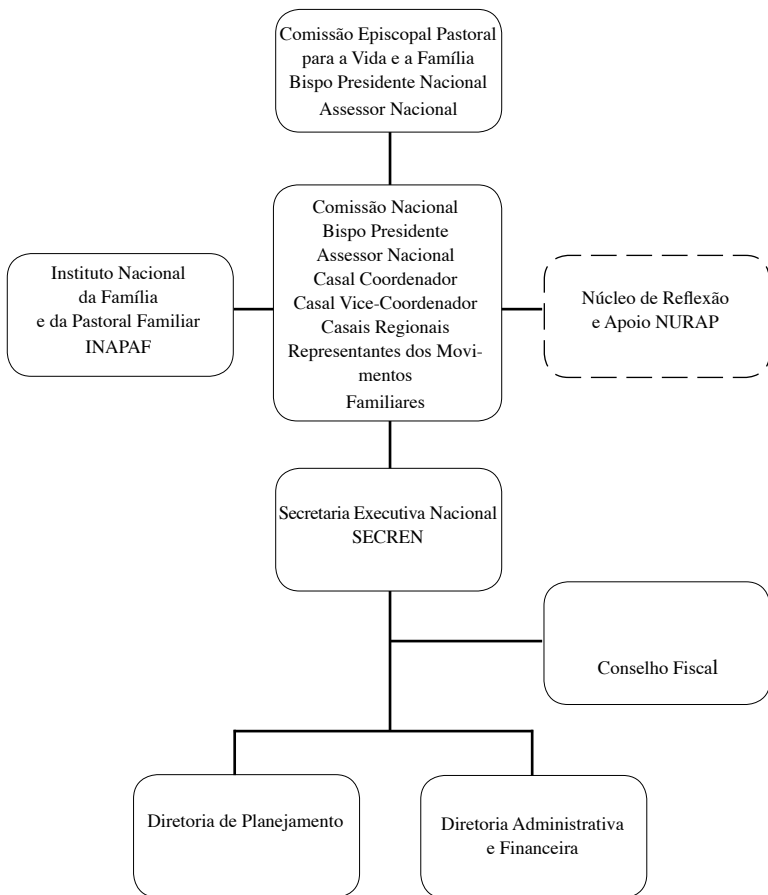 Comissão Episcopal Pastoral
para a Vida e a Família
Bispo Presidente Nacional
Assessor Nacional
Comissão Nacional
Bispo Presidente
Assessor Nacional
Casal Coordenador
Casal Vice-Coordenador
Casais Regionais
Representantes dos Movi-
mentos
Familiares
Instituto Nacional
da Família
e da Pastoral Familiar
INAPAF
Núcleo de Reflexão
e Apoio NURAP
Secretaria Executiva Nacional
SECREN
Conselho Fiscal
Diretoria de Planejamento
Diretoria Administrativa
e Financeira